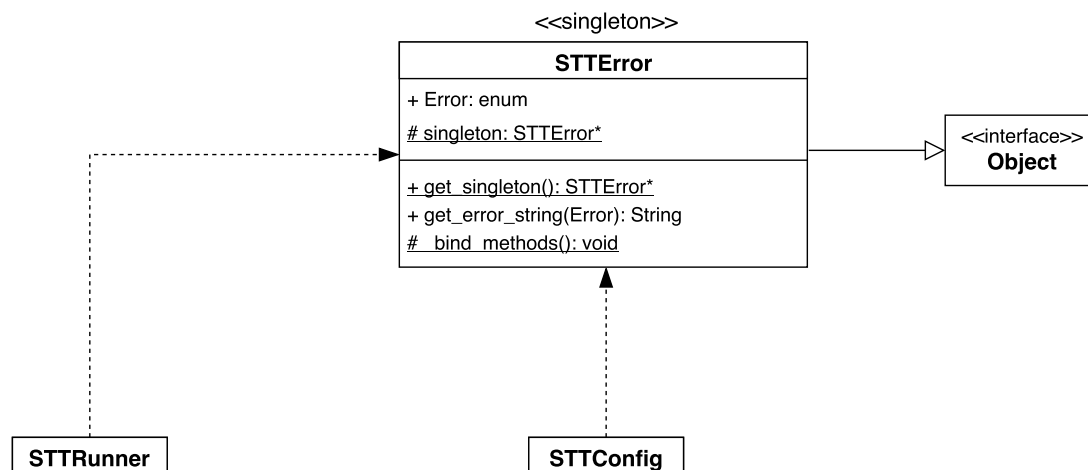 <<singleton>>
STTError
+ Error: enum
# singleton: STTError*
+ get_singleton(): STTError*
+ get_error_string(Error): String
# _bind_methods(): void
<<interface>>
Object
STTRunner
STTConfig